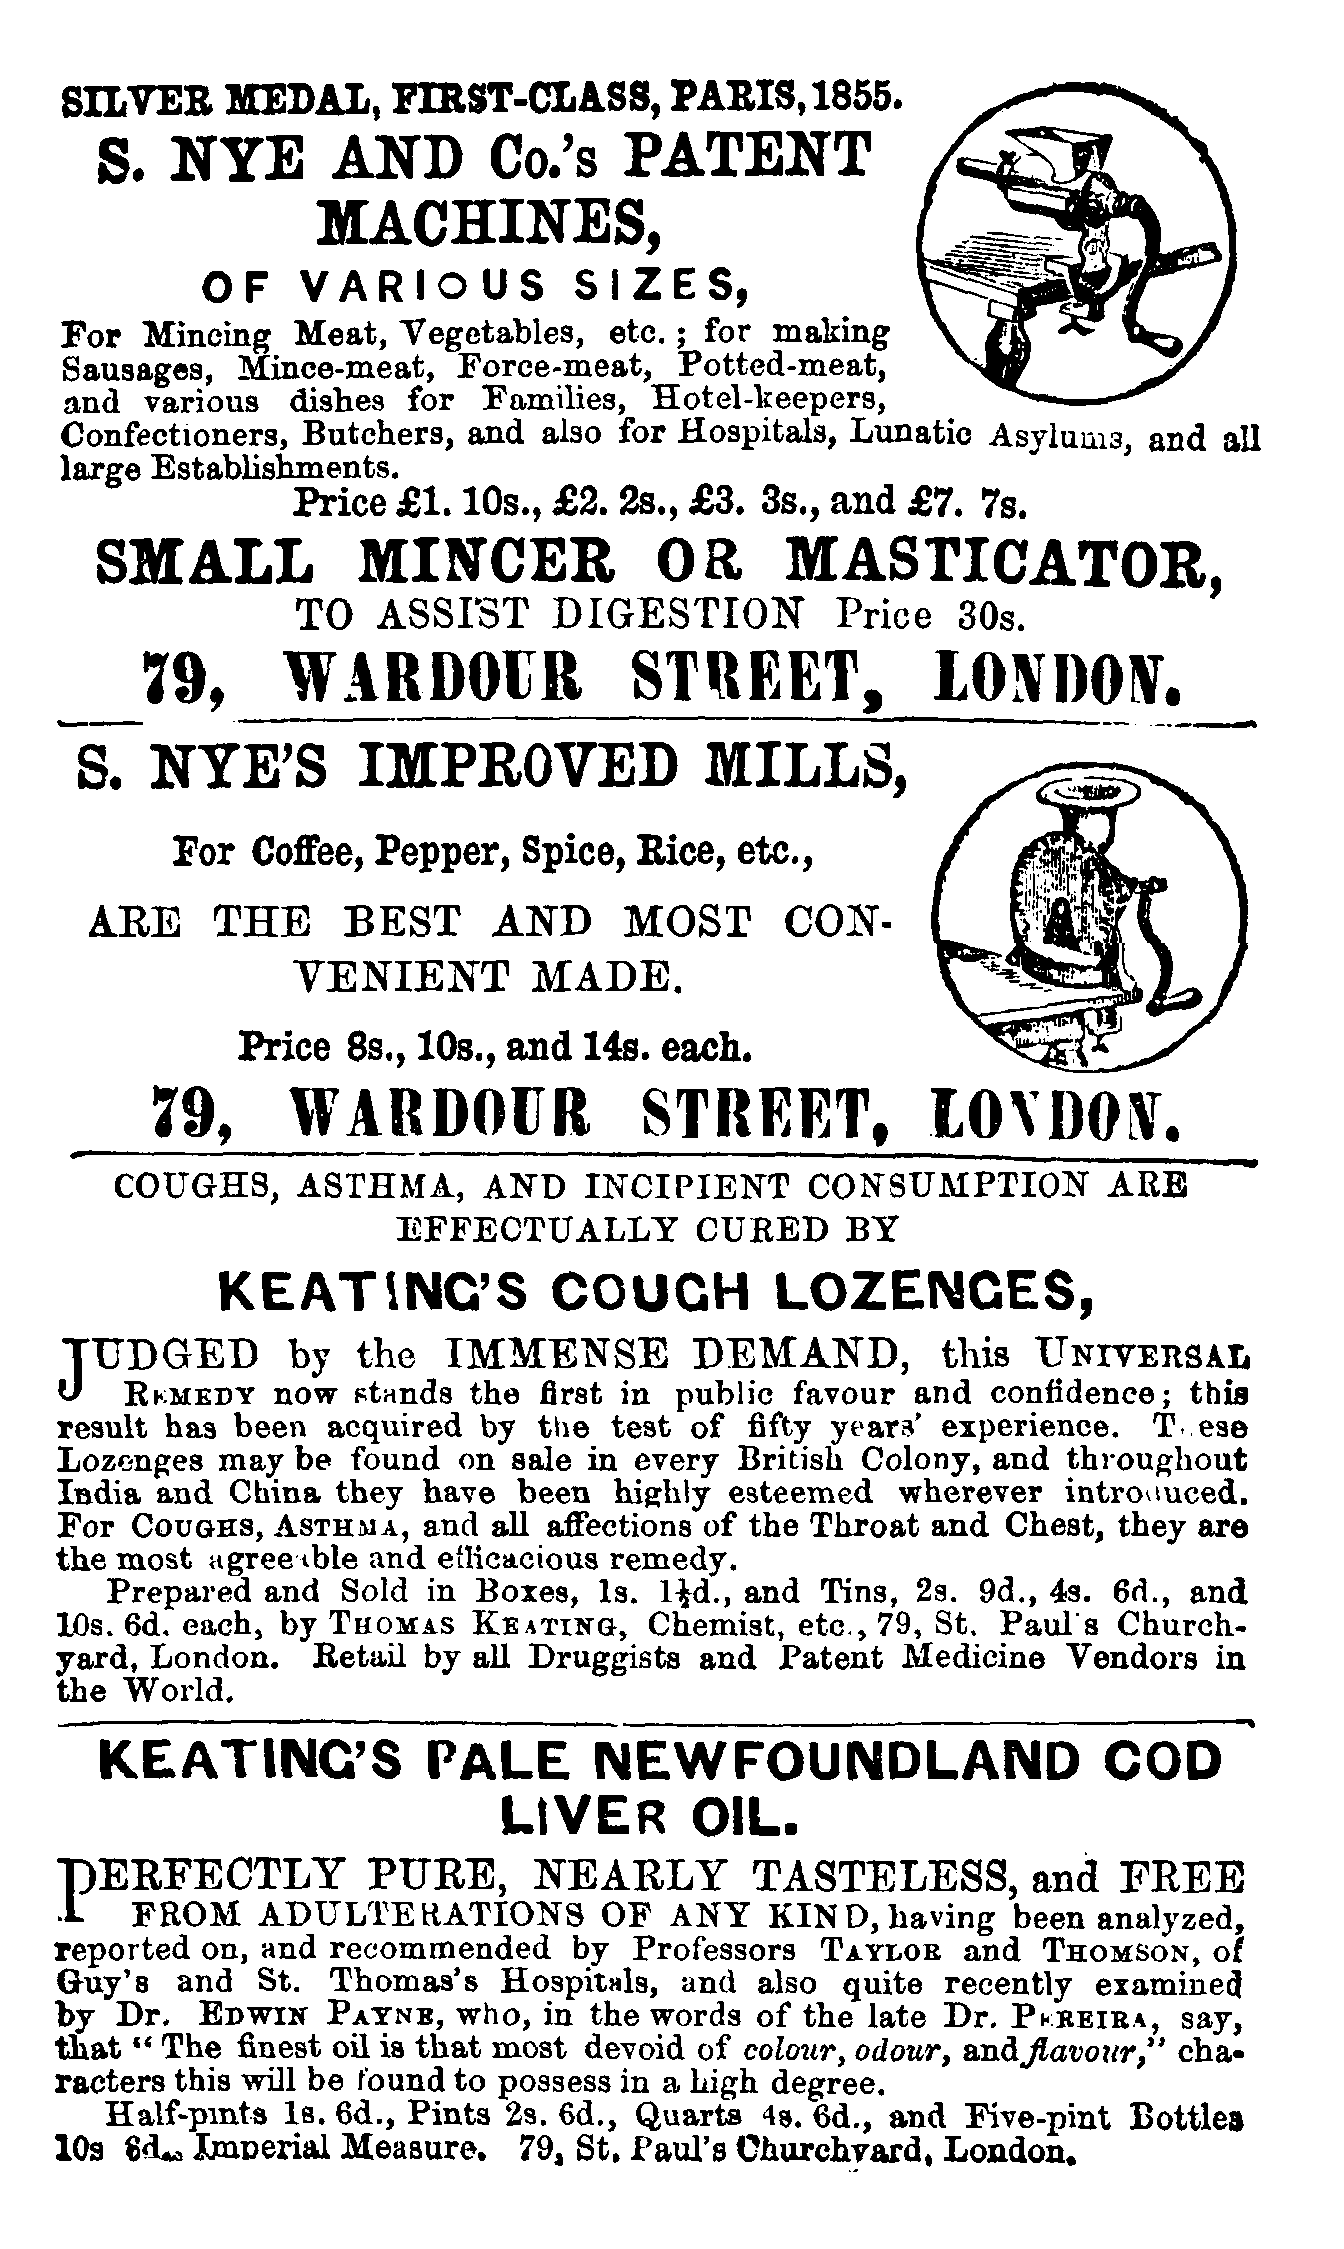 SILVER MEDAL, FIRST-CLASS, PARIS, 1855.
S. NYE AND Co.'s PATENT
MACHINES,
OF VARIOUS SIZES,
For Mincing Meat, Vegetables, etc.; for making
Sausages, Mince-meat, Force-meat, Potted-meat,
and various dishes for Families, Hotel-keepers,
Confectioners, Butchers, and also for Hospitals, Lunatic Asylums, and all
large Establishments.
Price £1. 10s., £2. 2s., £3. 3s., and £7. 7s.
SMALL MINCER OR MASTICATOR,
TO ASSIST DIGESTION Price 30s.
79, WARDOUR STREET, LONDON.
S. NYE'S IMPROVED MILLS,
For Coffee, Pepper, Spice, Rice, etc.,
ARE THE BEST AND MOST CON-
VENIENT MADE.
Price 8s., 10s., and 14s. each.
79, WARDOUR STREET, LONDON.
COUGHS, ASTHMA, AND INCIPIENT CONSUMPTION ARE
EFFECTUALLY CURED BY
KEATING'S COUGH LOZENGES,
JUDGED by the IMMENSE DEMAND, this UNIVERSAL
REMEDY now stands the first in public favour and confidence; this
result has been acquired by the test of fifty years' experience. These
Lozenges may be found on sale in every British Colony, and throughout
India and China they have been highly esteemed wherever introduced.
For COUGHS, ASTHMA, and all affections of the Throat and Chest, they are
the most agreeable and efficacious remedy.
Prepared and Sold in Boxes, 1s. 1½d., and Tins, 2s. 9d., 4s. 6d., and
10s. 6d. each, by THOMAS KEATING, Chemist, etc., 79, St. Paul's Church-
yard, London. Retail by all Druggists and Patent Medicine Vendors in
the World.
KEATING'S PALE NEWFOUNDLAND COD
LIVER OIL.
PERFECTLY PURE, NEARLY TASTELESS, and FREE
FROM ADULTERATIONS OF ANY KIND, having been analyzed,
reported on, and recommended by Professors TAYLOR and THOMSON, of
Guy's and St. Thomas's Hospitals, and also quite recently examined
by Dr. EDWIN PAYNE, who, in the words of the late Dr. PEREIRA, say,
that "The finest oil is that most devoid of colour, odour, and flavour," cha-
racters this will be found to possess in a high degree.
Half-pints 1s. 6d., Pints 2s. 6d., Quarts 4s. 6d., and Five-pint Bottles
10s 6d., Imperial Measure. 79, St. Paul's Churchyard, London.